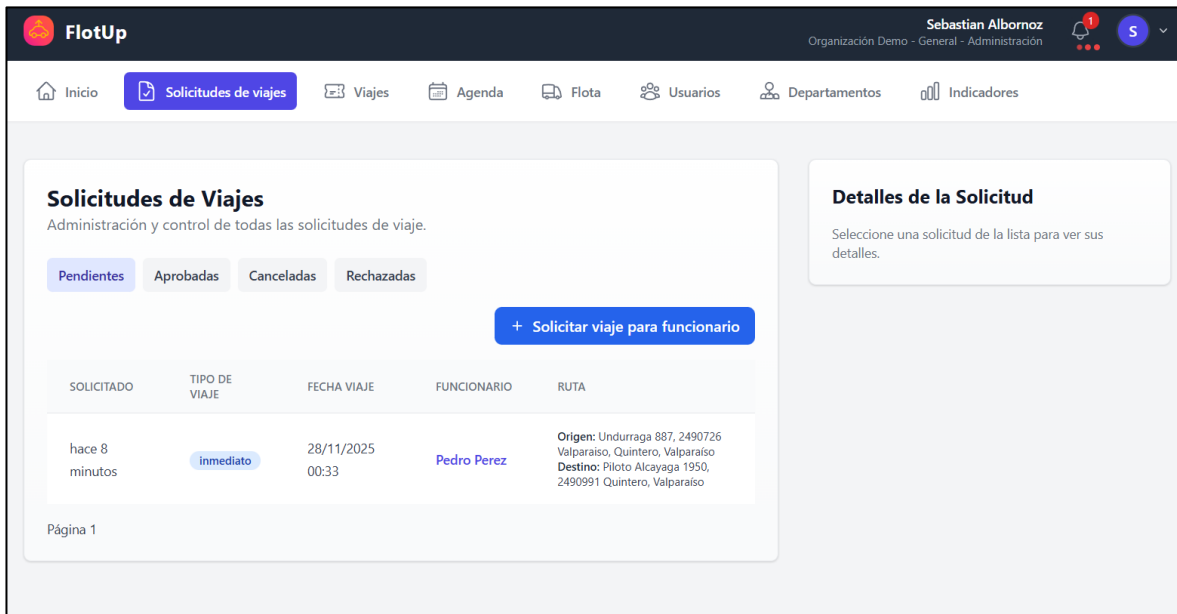 FlotUp
Sebastian Albornoz
Organización Demo - General - Administración
1
S
Inicio
Solicitudes de viajes
Viajes
Agenda
Flota
Usuarios
Departamentos
Indicadores
Solicitudes de Viajes
Administración y control de todas las solicitudes de viaje.
Pendientes
Aprobadas
Canceladas
Rechazadas
+ Solicitar viaje para funcionario
SOLICITADO
TIPO DE
VIAJE
FECHA VIAJE
FUNCIONARIO
RUTA
hace 8
minutos
inmediato
28/11/2025
00:33
Pedro Perez
Origen: Undurraga 887, 2490726
Valparaiso, Quintero, Valparaíso
Destino: Piloto Alcayaga 1950,
2490991 Quintero, Valparaíso
Página 1
Detalles de la Solicitud
Seleccione una solicitud de la lista para ver sus
detalles.